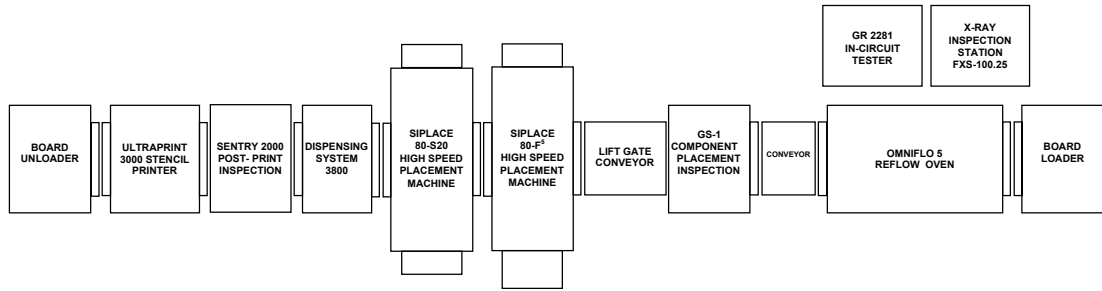 GR 2281
IN-CIRCUIT
TESTER
X-RAY
INSPECTION
STATION
FXS-100.25
BOARD
UNLOADER
ULTRAPRINT
3000 STENCIL
PRINTER
SENTRY 2000
POST- PRINT
INSPECTION
DISPENSING
SYSTEM
3800
SIPLACE
80-S20
HIGH SPEED
PLACEMENT
MACHINE
SIPLACE
80-F⁵
HIGH SPEED
PLACEMENT
MACHINE
LIFT GATE
CONVEYOR
GS-1
COMPONENT
PLACEMENT
INSPECTION
CONVEYOR
OMNIFLO 5
REFLOW OVEN
BOARD
LOADER